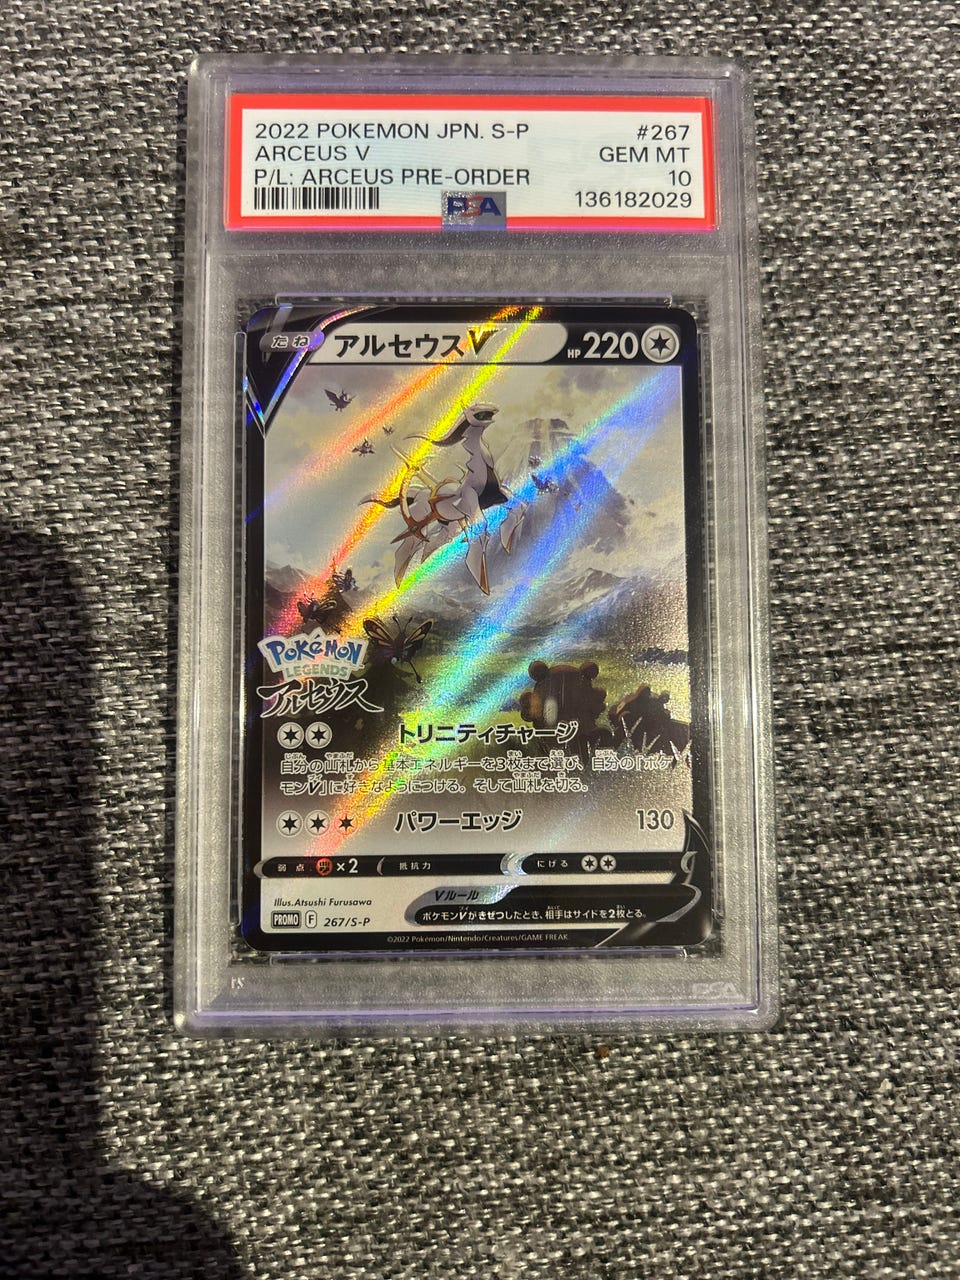 2022 POKEMON JPN. S-P #267
ARCEUS V GEM MT
P/L: ARCEUS PRE-ORDER 10
PSA 136182029
たね アルセウスV HP 220
Pokémon
LEGENDS
アルセウス
トリニティチャージ
自分の山札から基本エネルギーを3枚まで選び、自分の「ポケ
モンV」に好きなようにつける。そして山札を切る。
パワーエッジ 130
弱点 ×2 抵抗力 にげる
Vルール
ポケモンVがきぜつしたとき、相手はサイドを2枚とる。
Illus.Atsushi Furusawa
PROMO F 267/S-P
©2022 Pokémon/Nintendo/Creatures/GAME FREAK.
PSA